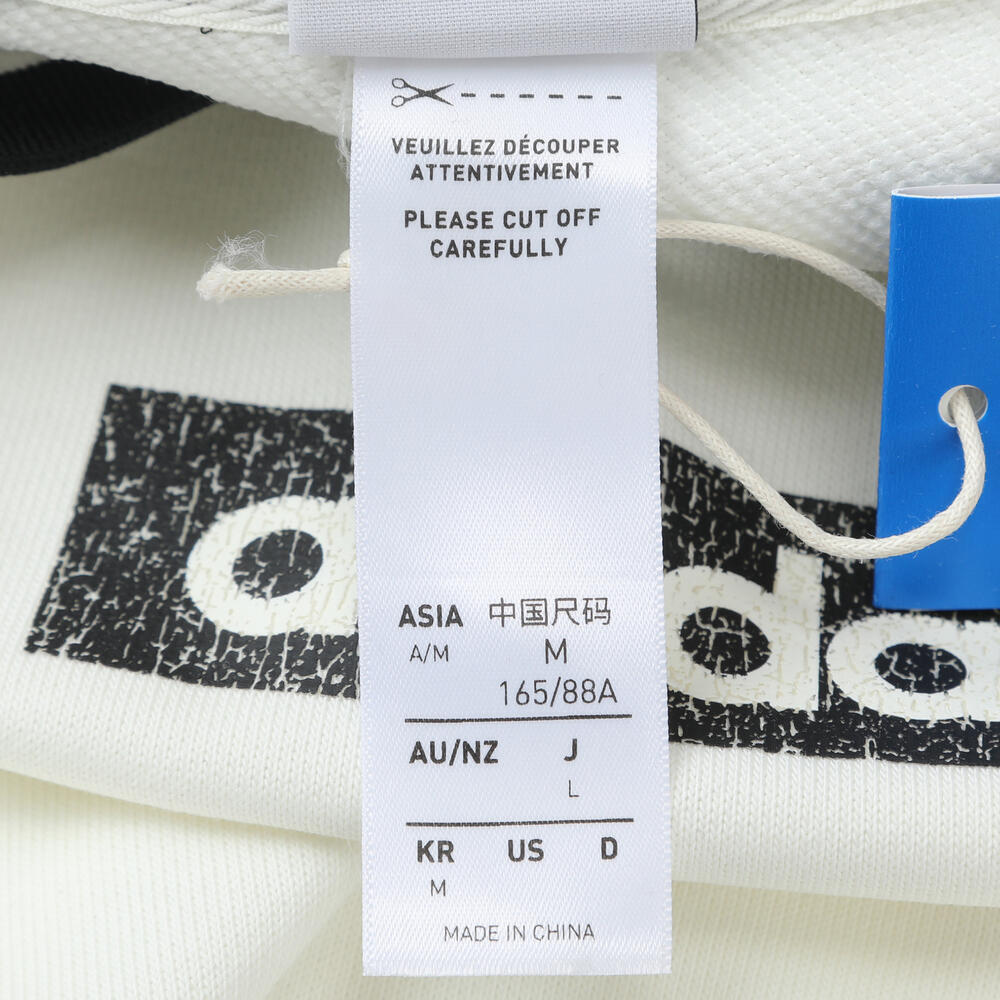 VEUILLEZ DÉCOUPER
ATTENTIVEMENT
PLEASE CUT OFF
CAREFULLY
ASIA 中国尺码
A/M M
165/88A
AU/NZ J
L
KR US D
M
MADE IN CHINA